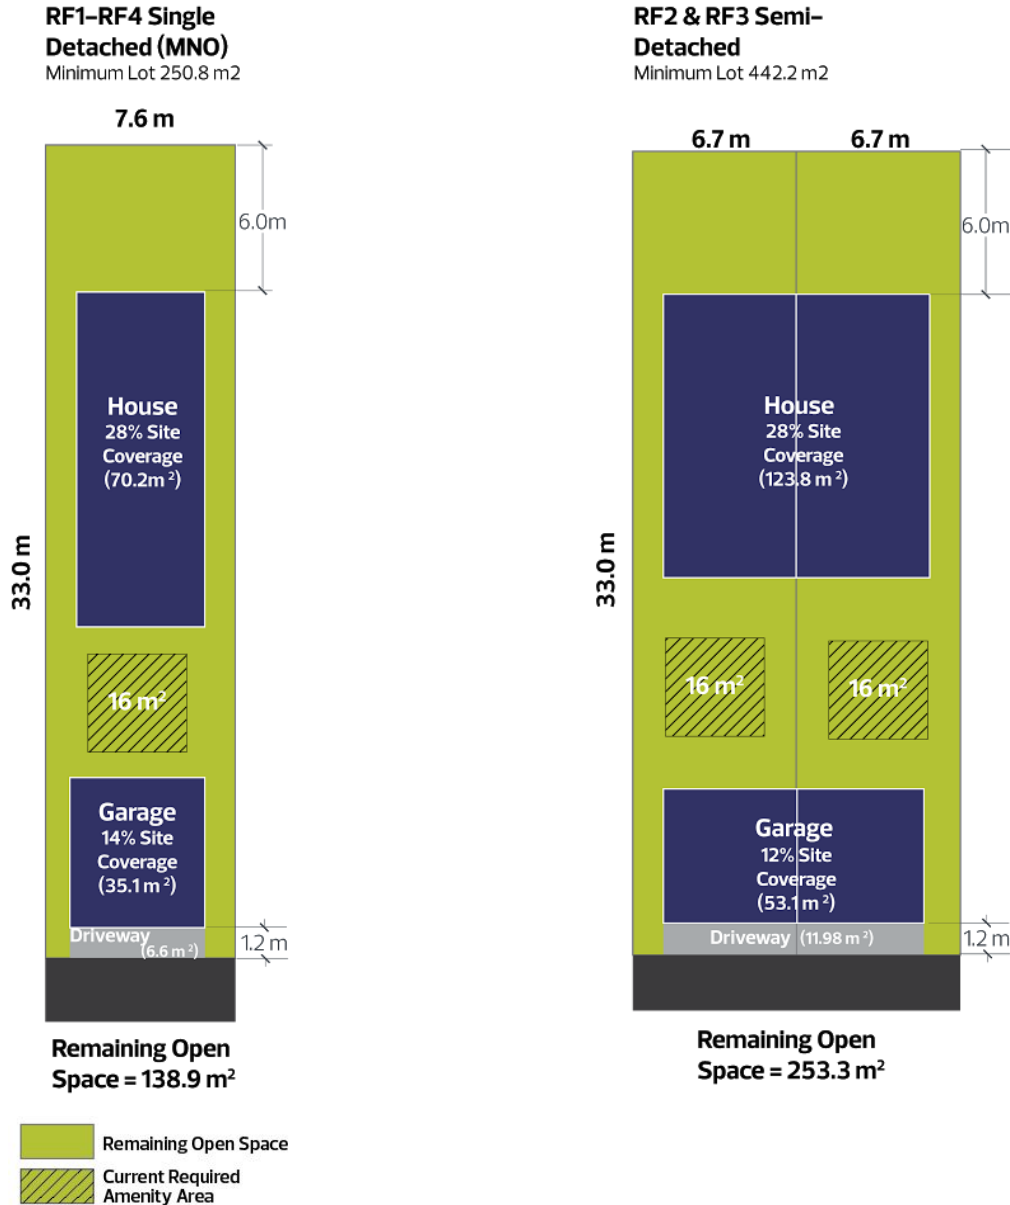 RF1–RF4 Single
Detached (MNO)
Minimum Lot 250.8 m2
7.6 m
6.0m
House
28% Site
Coverage
(70.2m²)
33.0 m
16 m²
Garage
14% Site
Coverage
(35.1 m²)
Driveway
(6.6 m²)
1.2 m
Remaining Open
Space = 138.9 m²
RF2 & RF3 Semi–
Detached
Minimum Lot 442.2 m2
6.7 m
6.7 m
6.0m
House
28% Site
Coverage
(123.8 m²)
33.0 m
16 m²
16 m²
Garage
12% Site
Coverage
(53.1 m²)
Driveway (11.98 m²)
1.2 m
Remaining Open
Space = 253.3 m²
Remaining Open Space
Current Required
Amenity Area